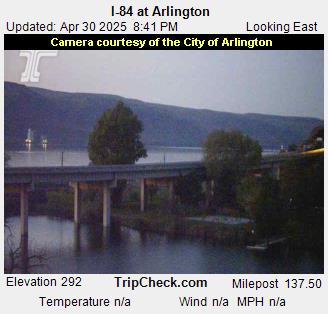 I-84 at Arlington
Updated: Apr 30 2025 8:41 PM Looking East
Camera courtesy of the City of Arlington
Elevation 292 TripCheck.com Milepost 137.50
Temperature n/a Wind n/a MPH n/a